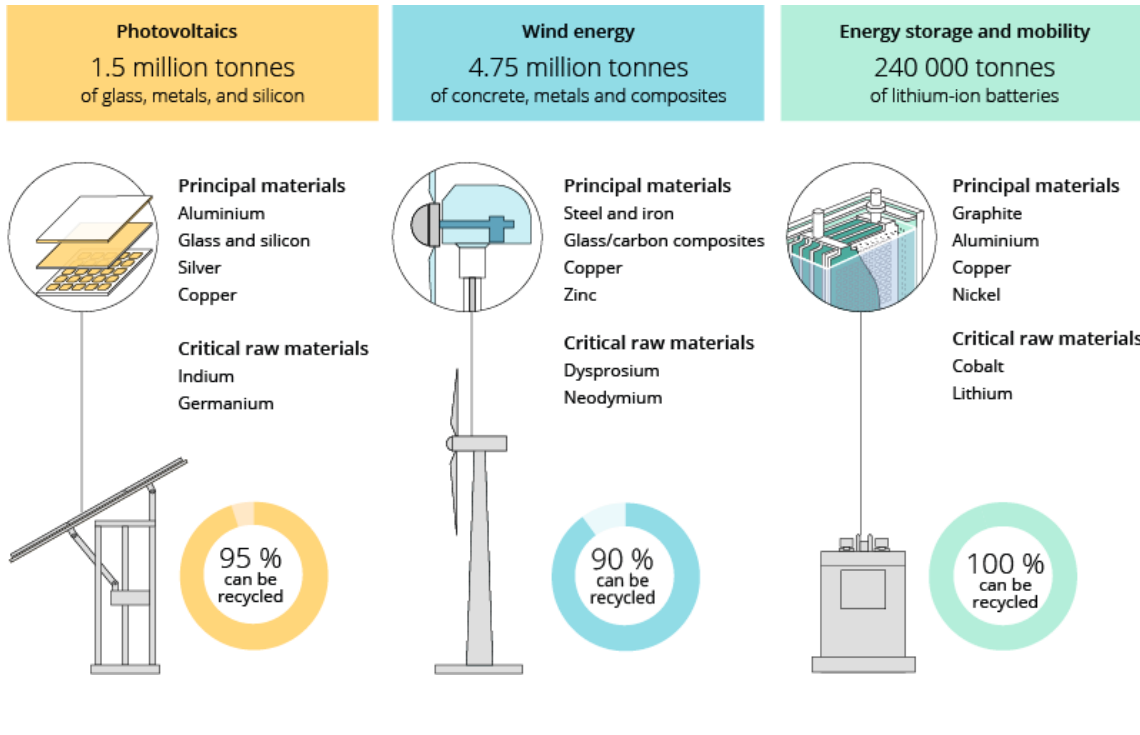 Photovoltaics
1.5 million tonnes
of glass, metals, and silicon
Wind energy
4.75 million tonnes
of concrete, metals and composites
Energy storage and mobility
240 000 tonnes
of lithium-ion batteries
Principal materials
Aluminium
Glass and silicon
Silver
Copper
Critical raw materials
Indium
Germanium
95 %
can be
recycled
Principal materials
Steel and iron
Glass/carbon composites
Copper
Zinc
Critical raw materials
Dysprosium
Neodymium
90 %
can be
recycled
Principal materials
Graphite
Aluminium
Copper
Nickel
Critical raw materials
Cobalt
Lithium
100 %
can be
recycled